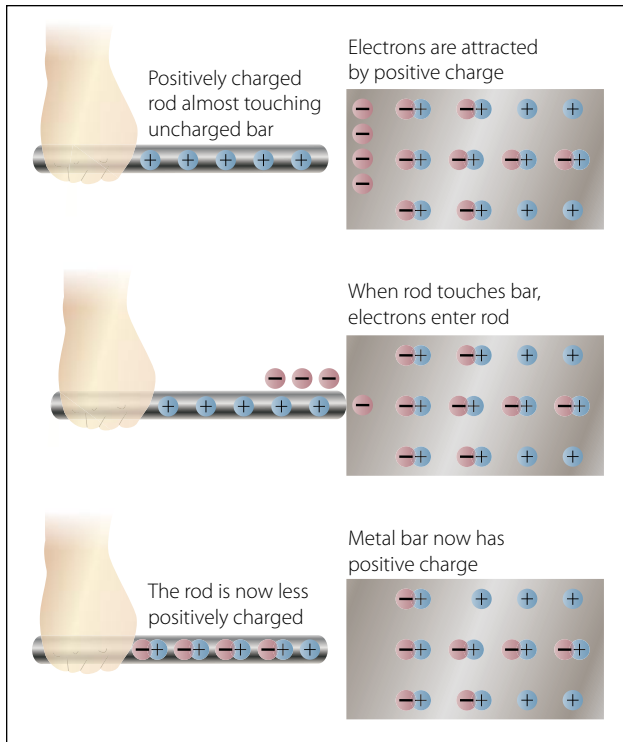 Positively charged
rod almost touching
uncharged bar
Electrons are attracted
by positive charge
When rod touches bar,
electrons enter rod
The rod is now less
positively charged
Metal bar now has
positive charge